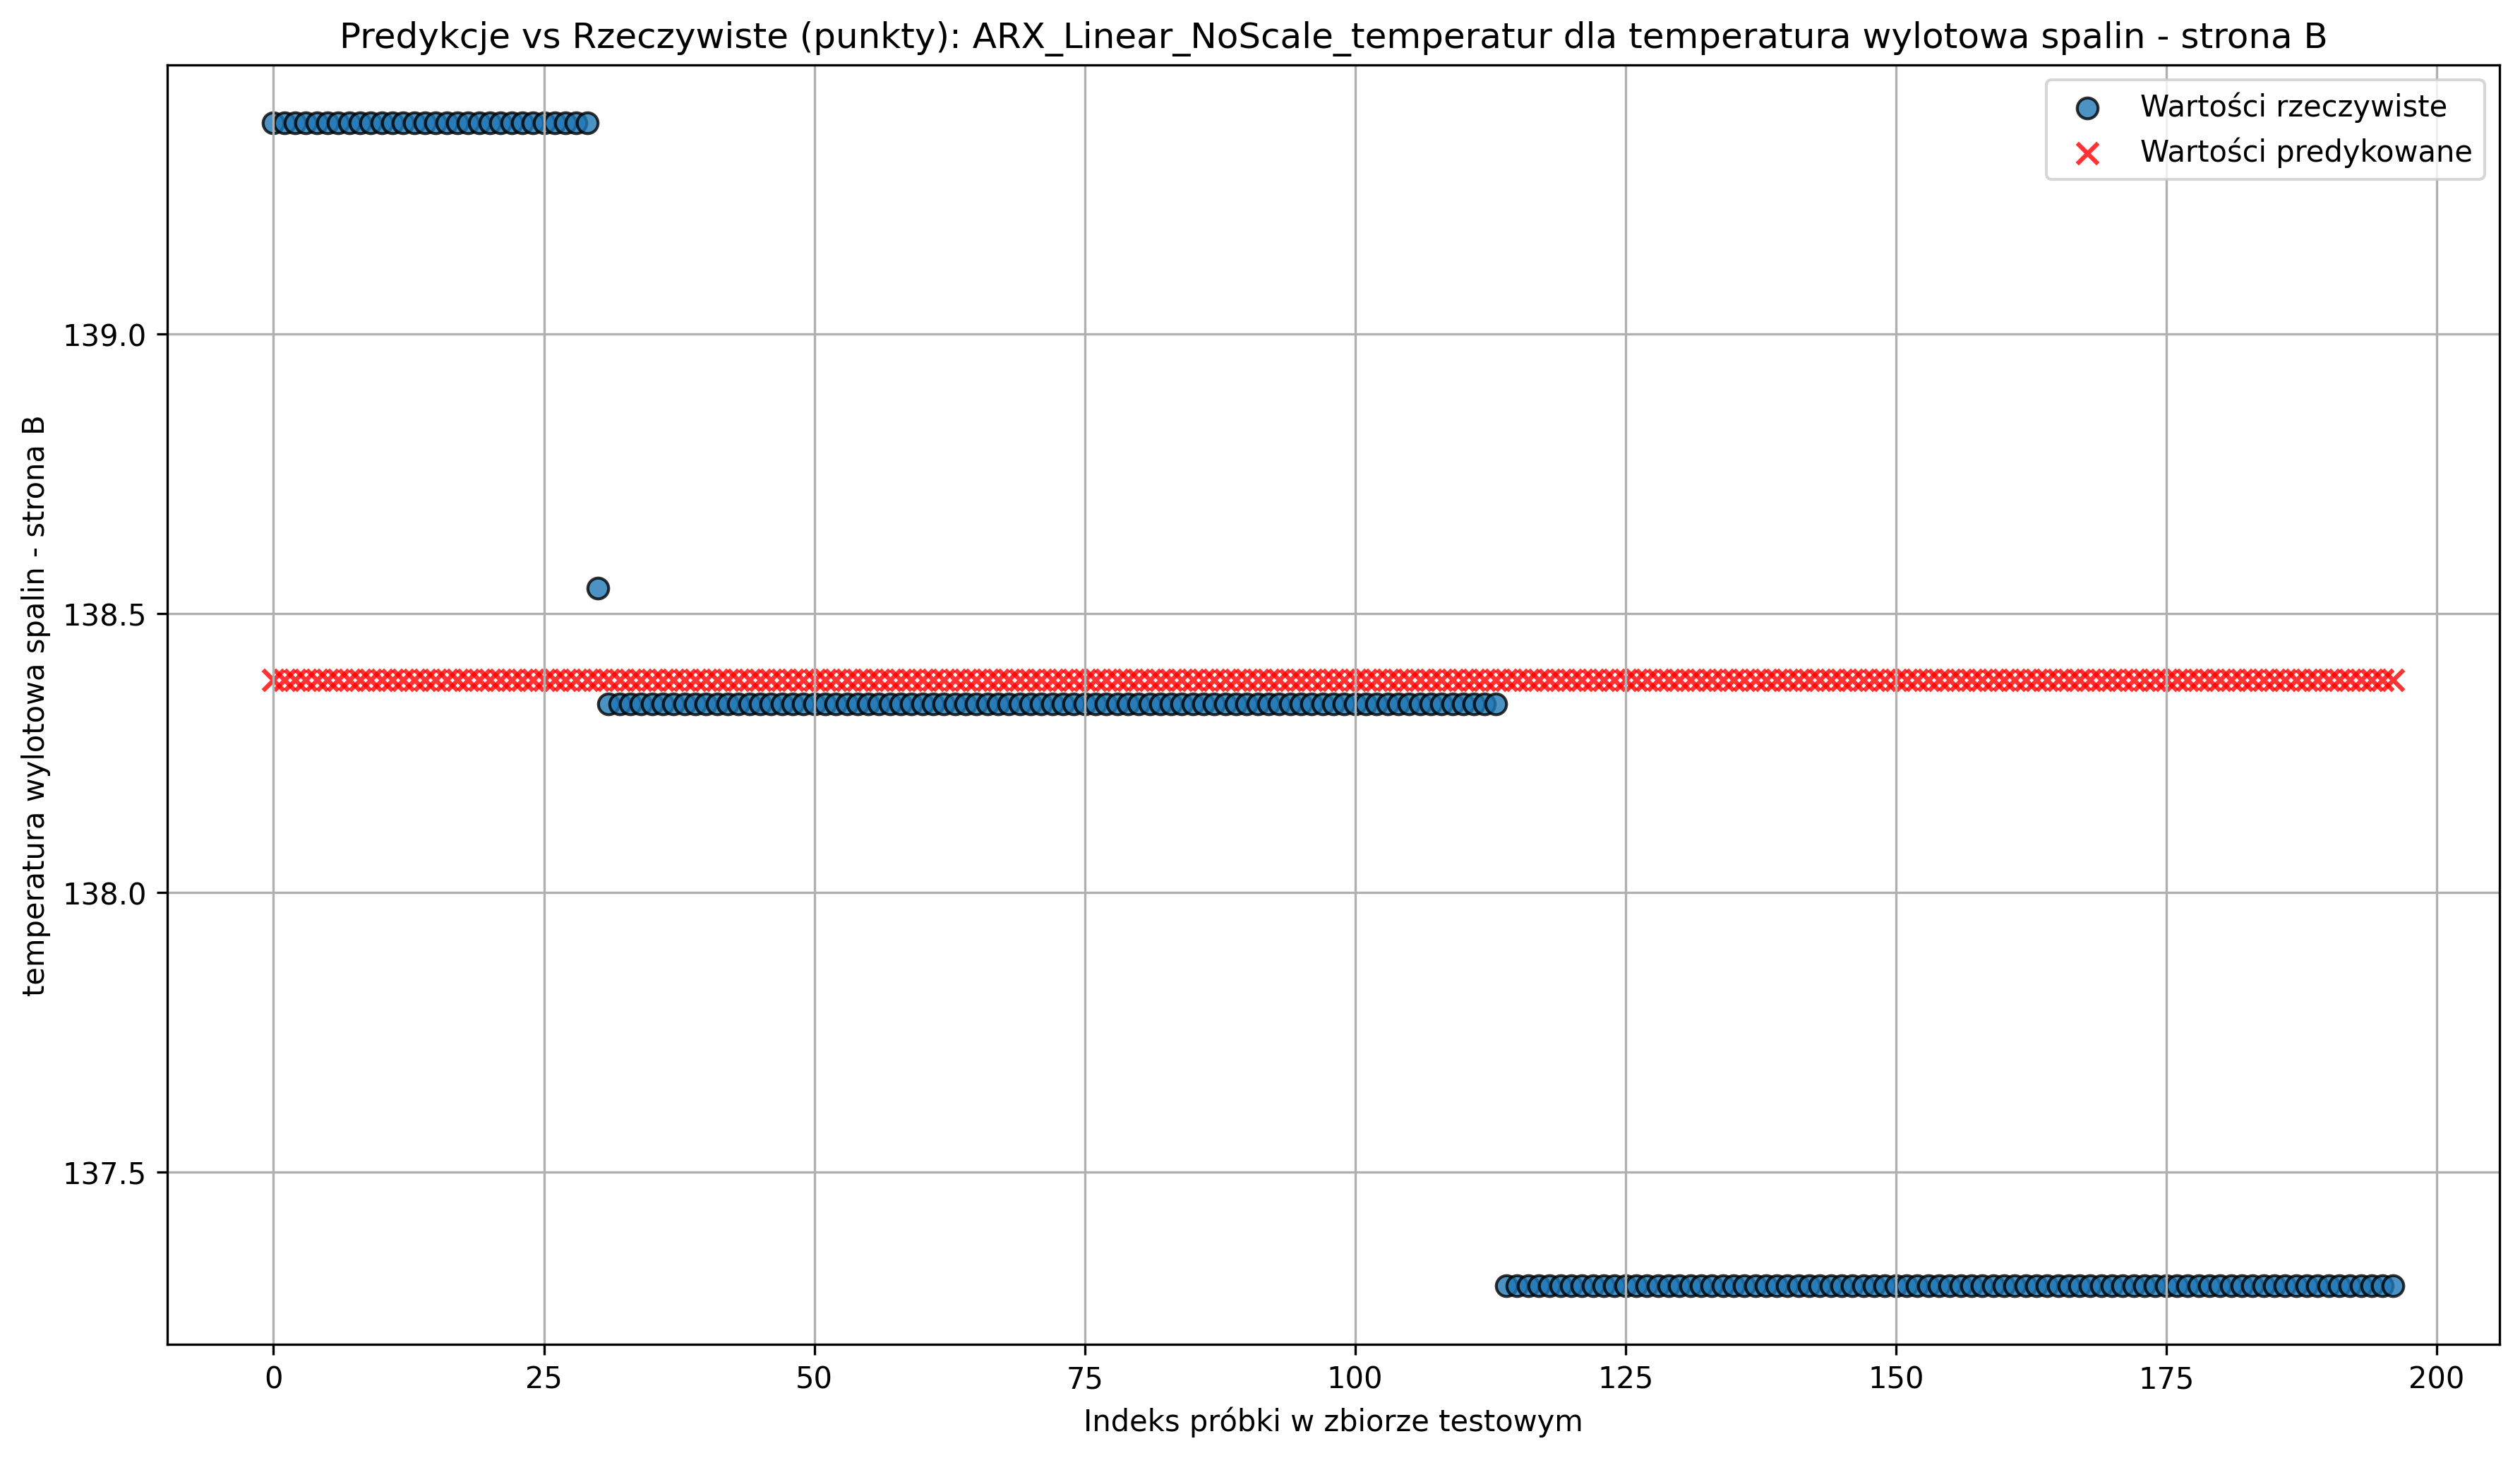 Predykcje vs Rzeczywiste (punkty): ARX_Linear_NoScale_temperatur dla temperatura wylotowa spalin - strona B
Wartości rzeczywiste
Wartości predykowane
temperatura wylotowa spalin - strona B
139.0
138.5
138.0
137.5
0 25 50 75 100 125 150 175 200
Indeks próbki w zbiorze testowym